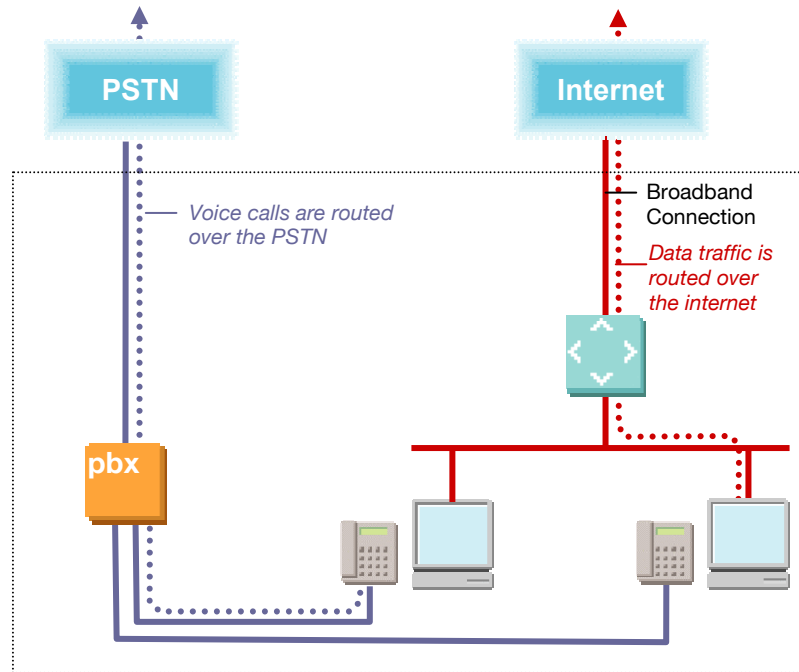 PSTN
Internet
Voice calls are routed
over the PSTN
Broadband
Connection
Data traffic is
routed over
the internet
pbx